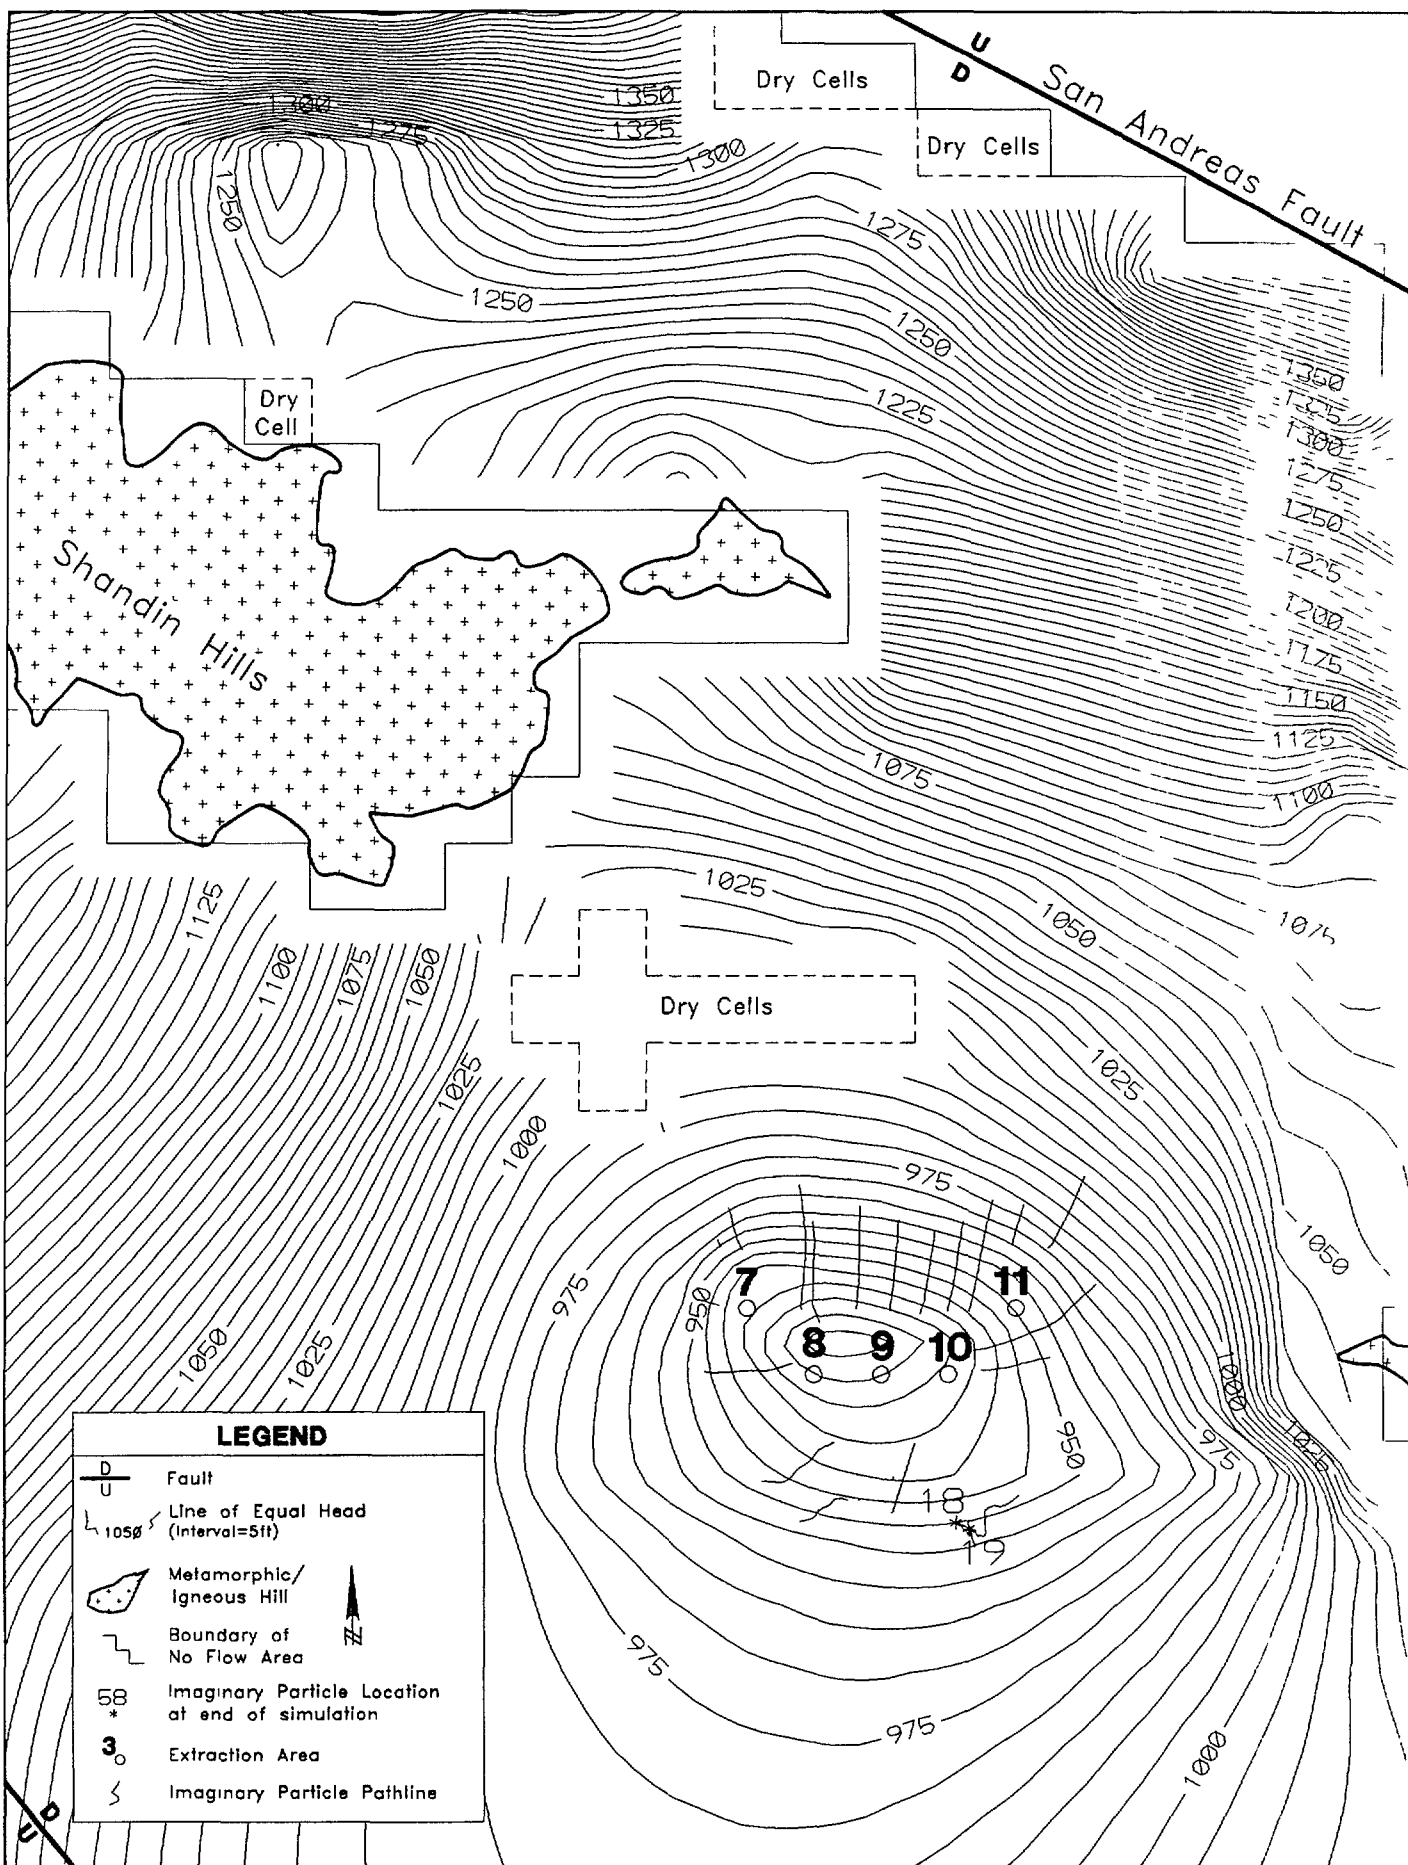 U
D
San Andreas Fault
Dry Cells
Dry Cells
1300
1350
1325
1275
1300
1250
1275
1250
1250
1350
1325
1300
1225
Dry
Cell
1275
1250
1225
1200
1175
1150
1125
1100
Shandin Hills
1075
1025
1050
1075
1125
1100
1075
1050
Dry Cells
1025
1025
1000
975
1050
975
950
7
11
8
9
10
1050
1025
1000
975
1025
950
18
19
975
975
1000
LEGEND
D
U
Fault
1050
Line of Equal Head
(Interval=5ft)
Metamorphic/
Igneous Hill
N
Boundary of
No Flow Area
58
*
Imaginary Particle Location
at end of simulation
3
Extraction Area
Imaginary Particle Pathline
D
U